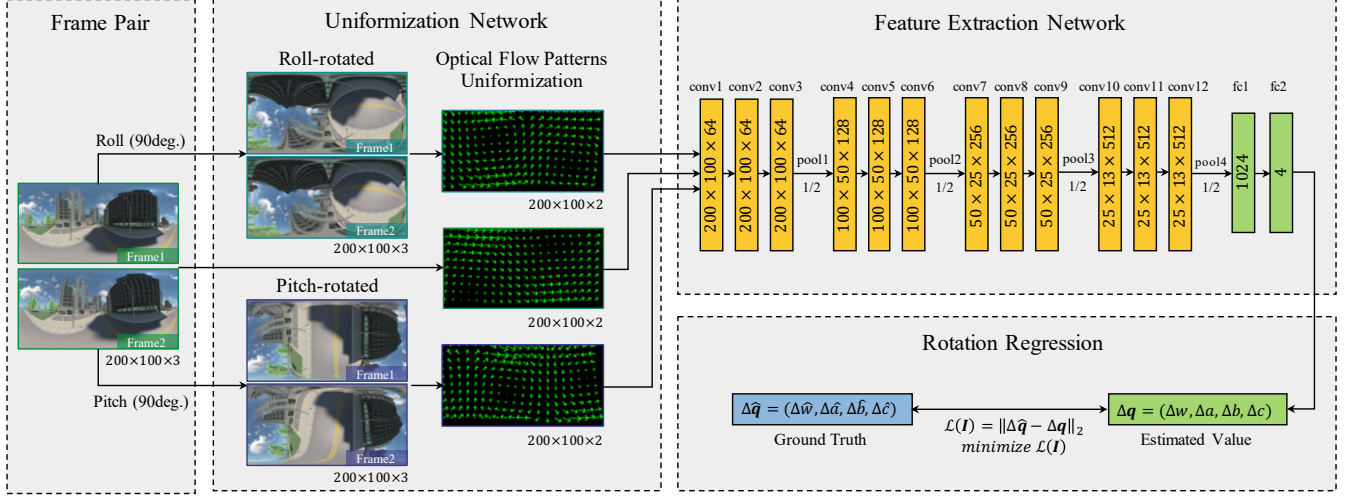 Frame Pair
Roll (90deg.)
Frame1
Frame2
200×100×3
Pitch (90deg.)
Uniformization Network
Roll-rotated
Frame1
Frame2
200×100×3
Pitch-rotated
Frame1
Frame2
200×100×3
Optical Flow Patterns
Uniformization
200×100×2
200×100×2
200×100×2
Feature Extraction Network
conv1 conv2 conv3 conv4 conv5 conv6 conv7 conv8 conv9 conv10 conv11 conv12 fc1 fc2
200 × 100 × 64
200 × 100 × 64
200 × 100 × 64
pool1
1/2
100 × 50 × 128
100 × 50 × 128
100 × 50 × 128
pool2
1/2
50 × 25 × 256
50 × 25 × 256
50 × 25 × 256
pool3
1/2
25 × 13 × 512
25 × 13 × 512
25 × 13 × 512
pool4
1/2
1024
4
Rotation Regression
Δq̂ = (Δŵ, Δâ, Δb̂, Δĉ)
Ground Truth
ℒ(I) = ‖Δq̂ − Δq‖₂
minimize ℒ(I)
Δq = (Δw, Δa, Δb, Δc)
Estimated Value